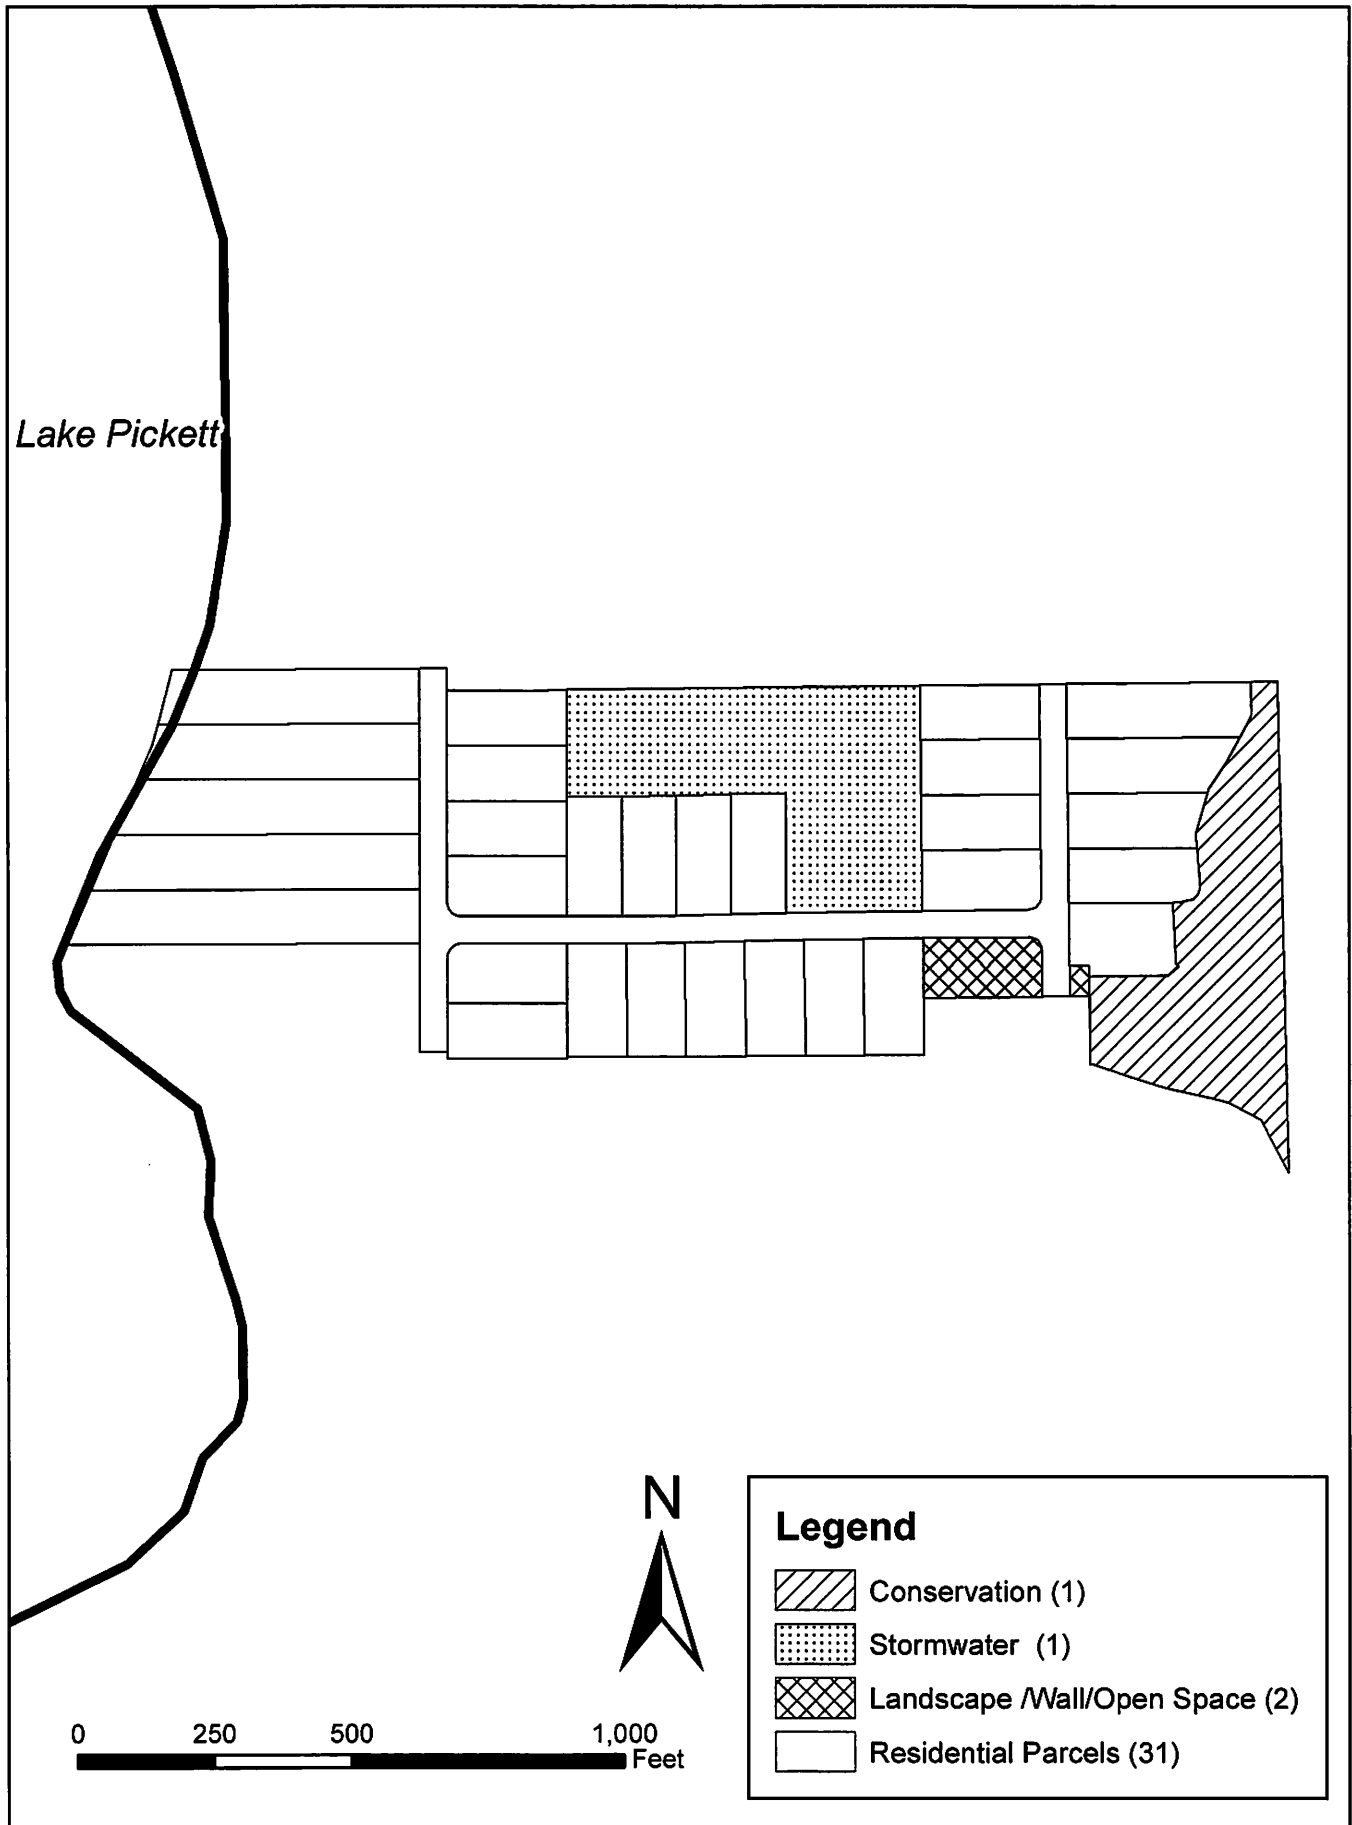 Lake Pickett
N
Legend
Conservation (1)
Stormwater (1)
Landscape /Wall/Open Space (2)
Residential Parcels (31)
0 250 500 1,000
Feet